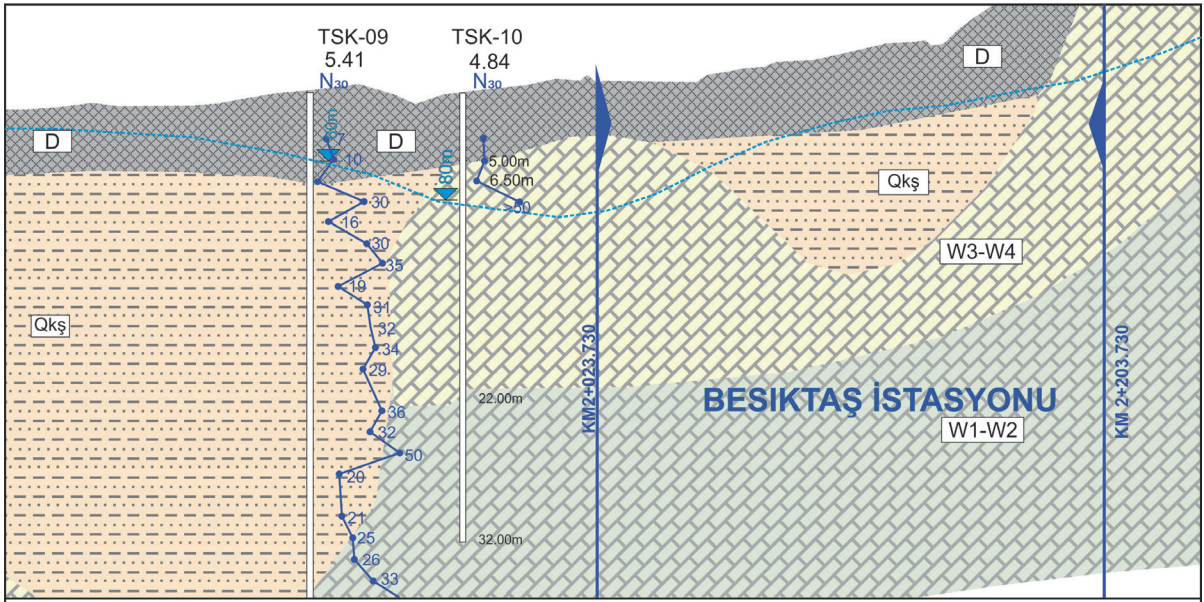 TSK-09
5.41
N30
TSK-10
4.84
N30
D
D
D
7
10
30
16
30
35
19
31
32
34
29
36
32
50
20
21
25
26
33
80m
5.00m
6.50m
>50
22.00m
32.00m
Qkş
Qkş
W3-W4
W1-W2
KM2+023.730
BESIKTAŞ İSTASYONU
KM 2+203.730